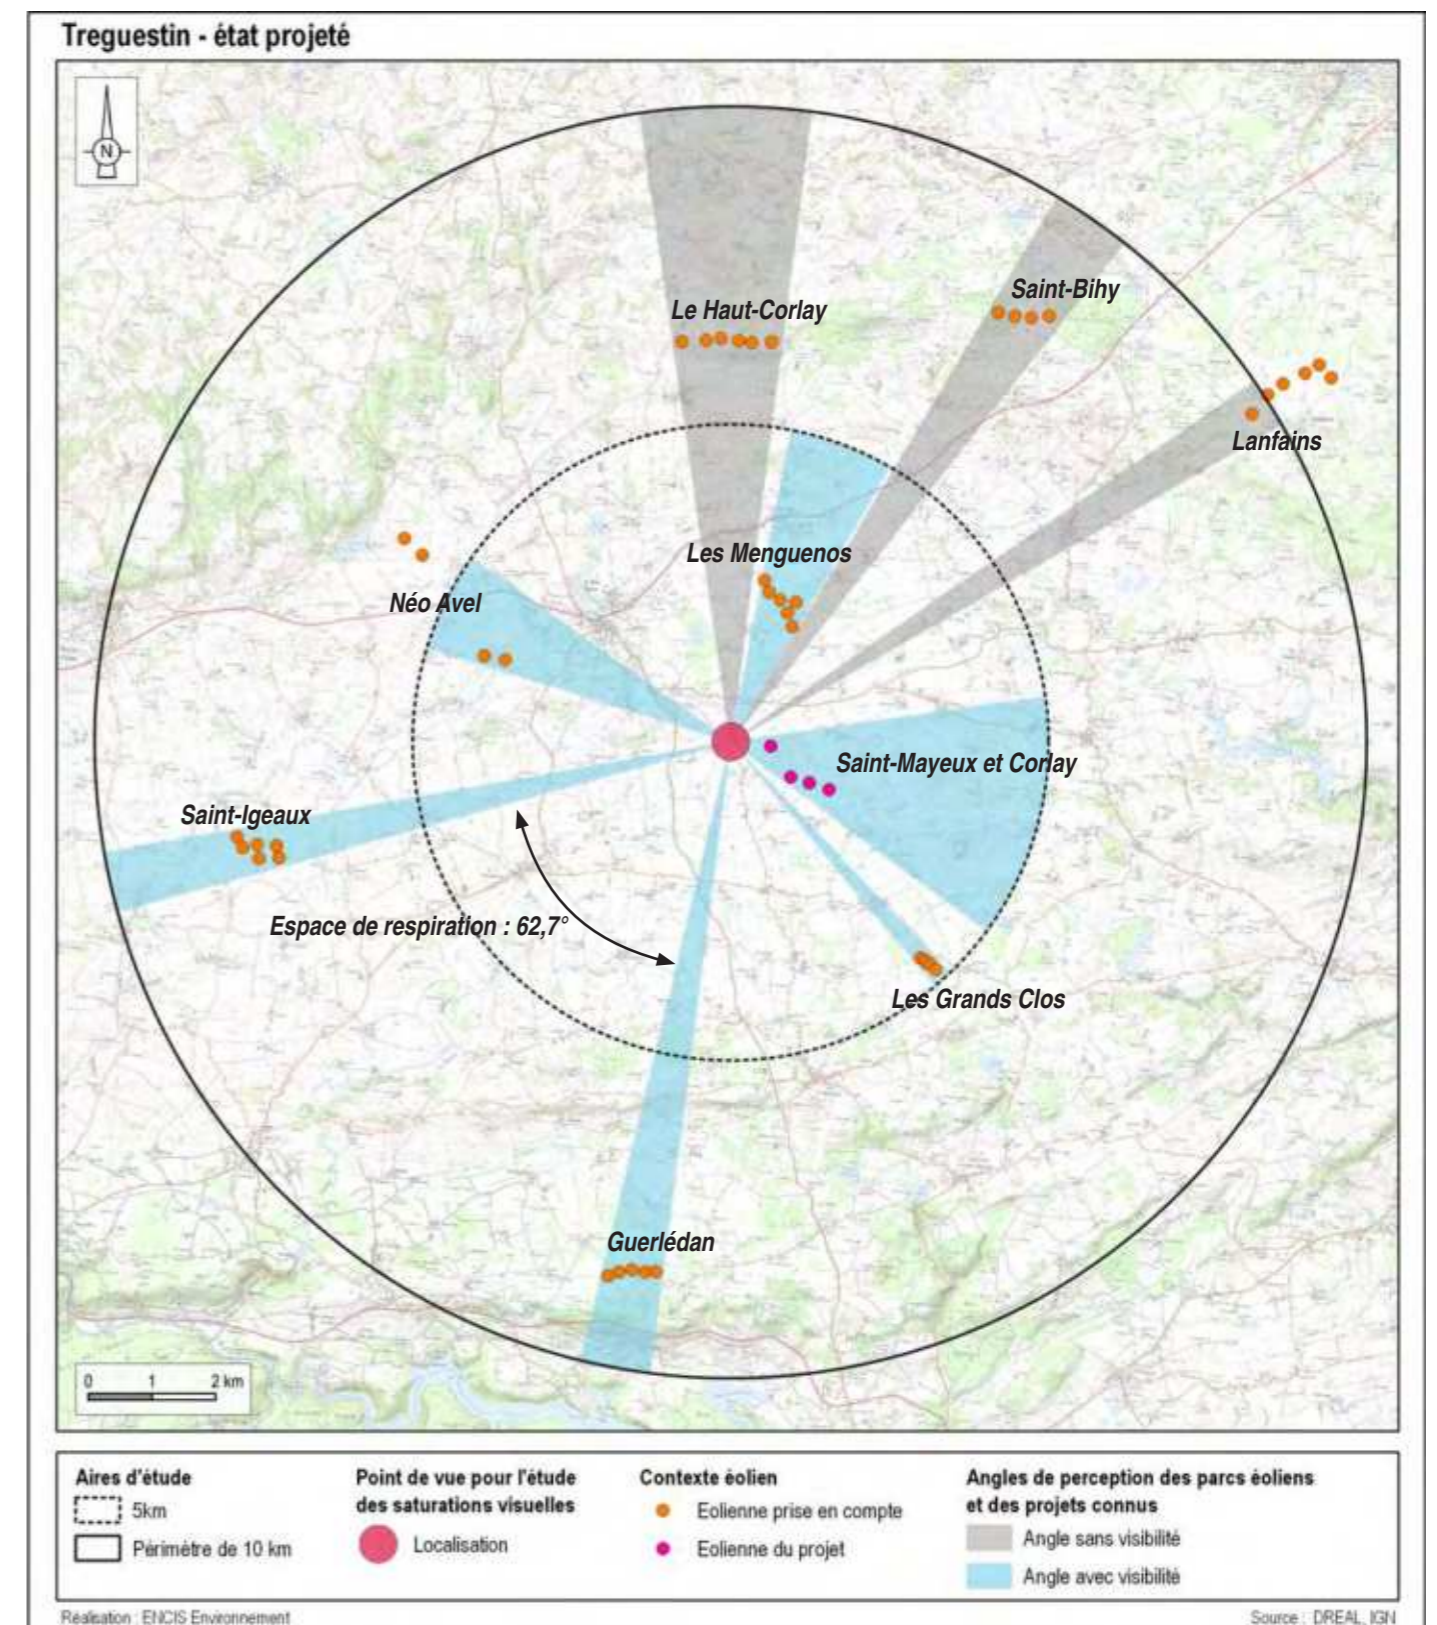 Treguestin - état projeté
N
Le Haut-Corlay
Saint-Bihy
Lanfains
Les Menguenos
Néo Avel
Saint-Mayeux et Corlay
Saint-Igeaux
Espace de respiration : 62,7°
Les Grands Clos
Guerlédan
0 1 2 km
Aires d'étude
5km
Périmètre de 10 km
Point de vue pour l'étude
des saturations visuelles
Localisation
Contexte éolien
Eolienne prise en compte
Eolienne du projet
Angles de perception des parcs éoliens
et des projets connus
Angle sans visibilité
Angle avec visibilité
Réalisation : ENCIS Environnement
Source : DREAL, IGN